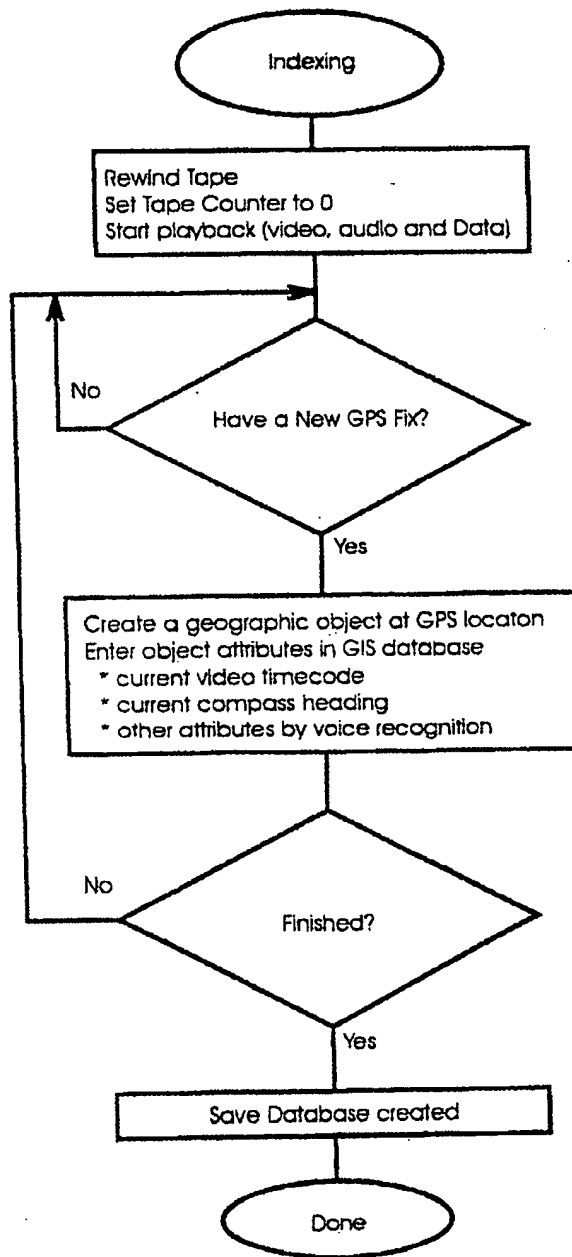 Indexing
Rewind Tape
Set Tape Counter to 0
Start playback (video, audio and Data)
No
Have a New GPS Fix?
Yes
Create a geographic object at GPS locaton
Enter object attributes in GIS database
* current video timecode
* current compass heading
* other attributes by voice recognition
No
Finished?
Yes
Save Database created
Done